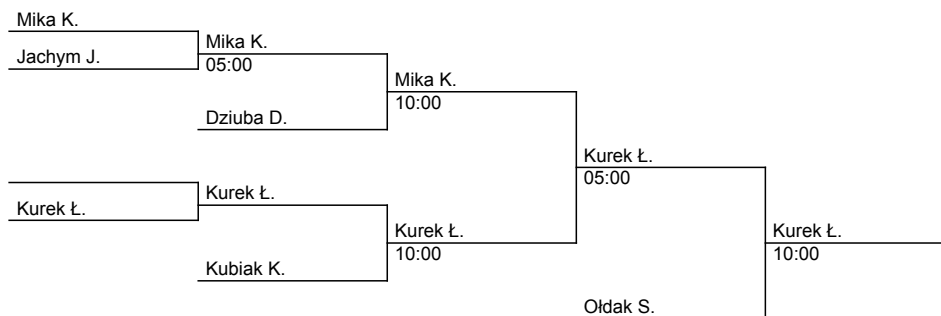 Mika K.
Jachym J.
Mika K.
05:00
Dziuba D.
Mika K.
10:00
Kurek Ł.
Kurek Ł.
Kubiak K.
Kurek Ł.
10:00
Kurek Ł.
05:00
Ołdak S.
Kurek Ł.
10:00